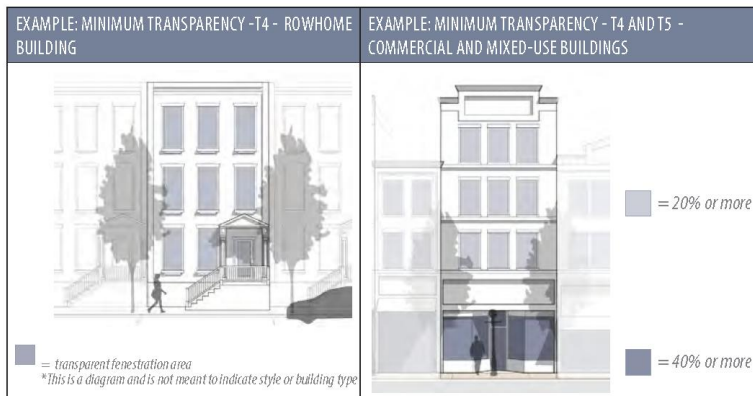 EXAMPLE: MINIMUM TRANSPARENCY -T4 - ROWHOME
BUILDING
EXAMPLE: MINIMUM TRANSPARENCY - T4 AND T5 -
COMMERCIAL AND MIXED-USE BUILDINGS
= transparent fenestration area
*This is a diagram and is not meant to indicate style or building type
= 20% or more
= 40% or more